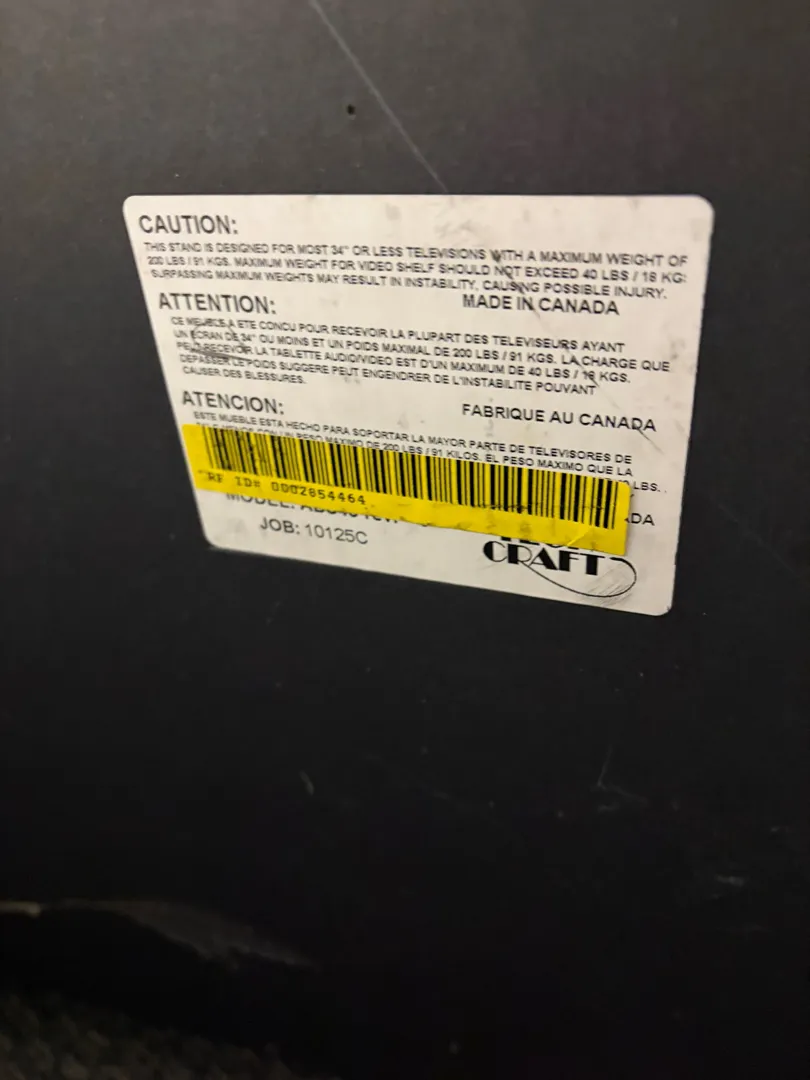 CAUTION:
THIS STAND IS DESIGNED FOR MOST 34" OR LESS TELEVISIONS WITH A MAXIMUM WEIGHT OF
200 LBS / 91 KGS. MAXIMUM WEIGHT FOR VIDEO SHELF SHOULD NOT EXCEED 40 LBS / 18 KG:
SURPASSING MAXIMUM WEIGHTS MAY RESULT IN INSTABILITY, CAUSING POSSIBLE INJURY.
MADE IN CANADA
ATTENTION:
CE MEUBLE A ETE CONCU POUR RECEVOIR LA PLUPART DES TELEVISEURS AYANT
UN ECRAN DE 34" OU MOINS ET UN POIDS MAXIMAL DE 200 LBS / 91 KGS. LA CHARGE QUE
PEUT RECEVOIR LA TABLETTE AUDIO/VIDEO EST D'UN MAXIMUM DE 40 LBS / 18 KGS.
DEPASSER LE POIDS SUGGERE PEUT ENGENDRER DE L'INSTABILITE POUVANT
CAUSER DES BLESSURES.
FABRIQUE AU CANADA
ATENCION:
ESTE MUEBLE ESTA HECHO PARA SOPORTAR LA MAYOR PARTE DE TELEVISORES DE
UN PESO MAXIMO DE 200 LBS / 91 KILOS. EL PESO MAXIMO QUE LA
LBS.
RF ID# 0002854464
MODEL:
JOB: 10125C
CRAFT